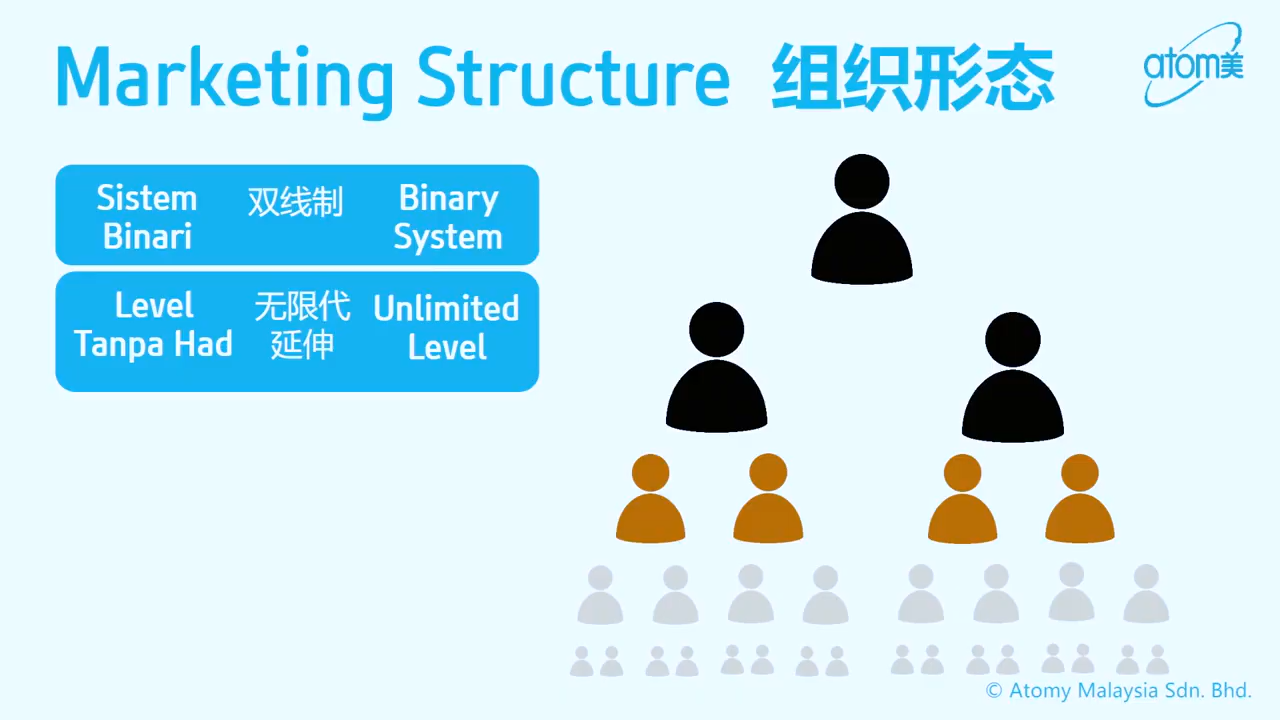 Marketing Structure 组织形态
atom美
Sistem Binari
双线制
Binary System
Level Tanpa Had
无限代延伸
Unlimited Level
© Atomy Malaysia Sdn. Bhd.